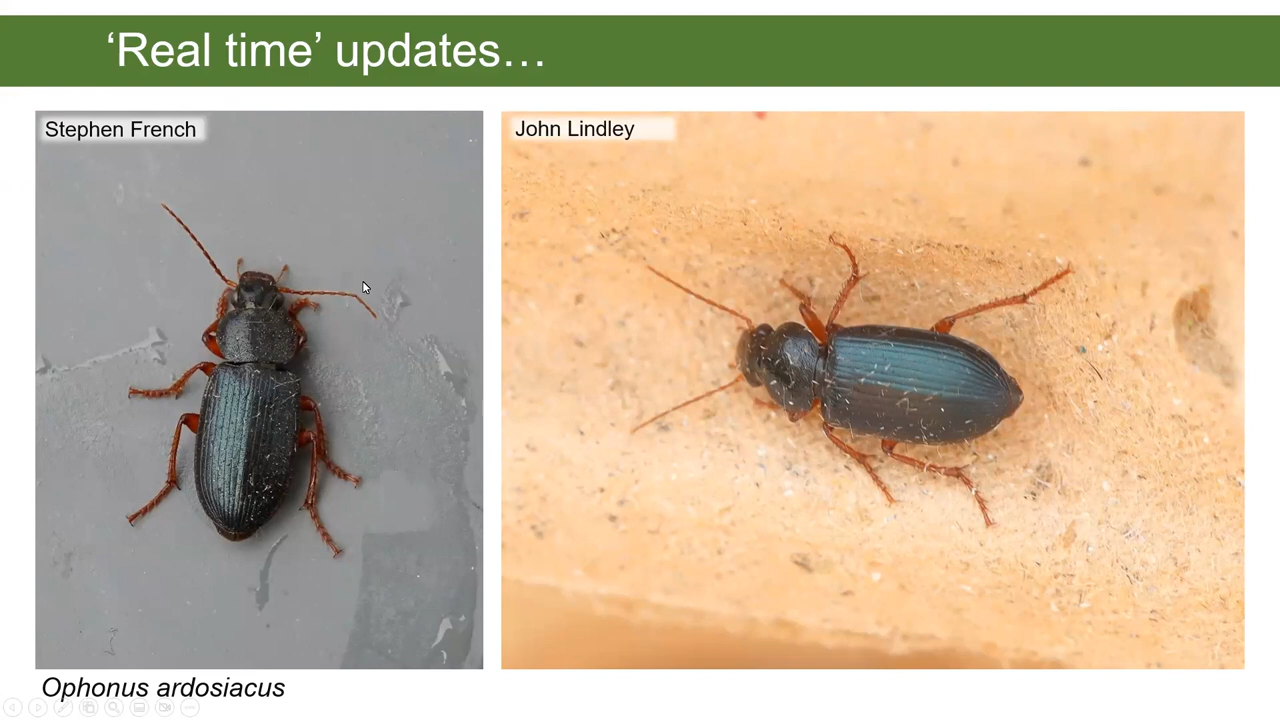 ‘Real time’ updates…
Stephen French
John Lindley
Ophonus ardosiacus